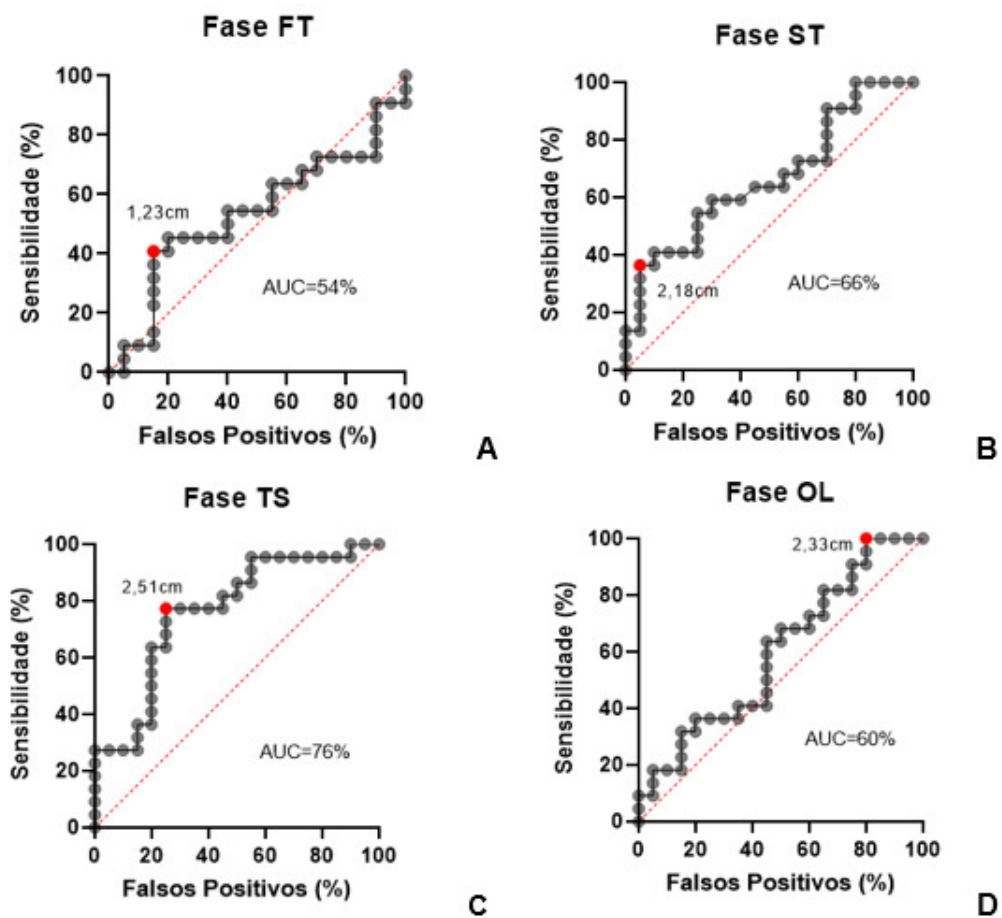 Fase FT
Sensibilidade (%)
100
80
60
40
20
0
1,23cm
AUC=54%
0 20 40 60 80 100
Falsos Positivos (%)
A
Fase ST
Sensibilidade (%)
100
80
60
40
20
0
2,18cm
AUC=66%
0 20 40 60 80 100
Falsos Positivos (%)
B
Fase TS
Sensibilidade (%)
100
80
60
40
20
0
2,51cm
AUC=76%
0 20 40 60 80 100
Falsos Positivos (%)
C
Fase OL
Sensibilidade (%)
100
80
60
40
20
0
2,33cm
AUC=60%
0 20 40 60 80 100
Falsos Positivos (%)
D